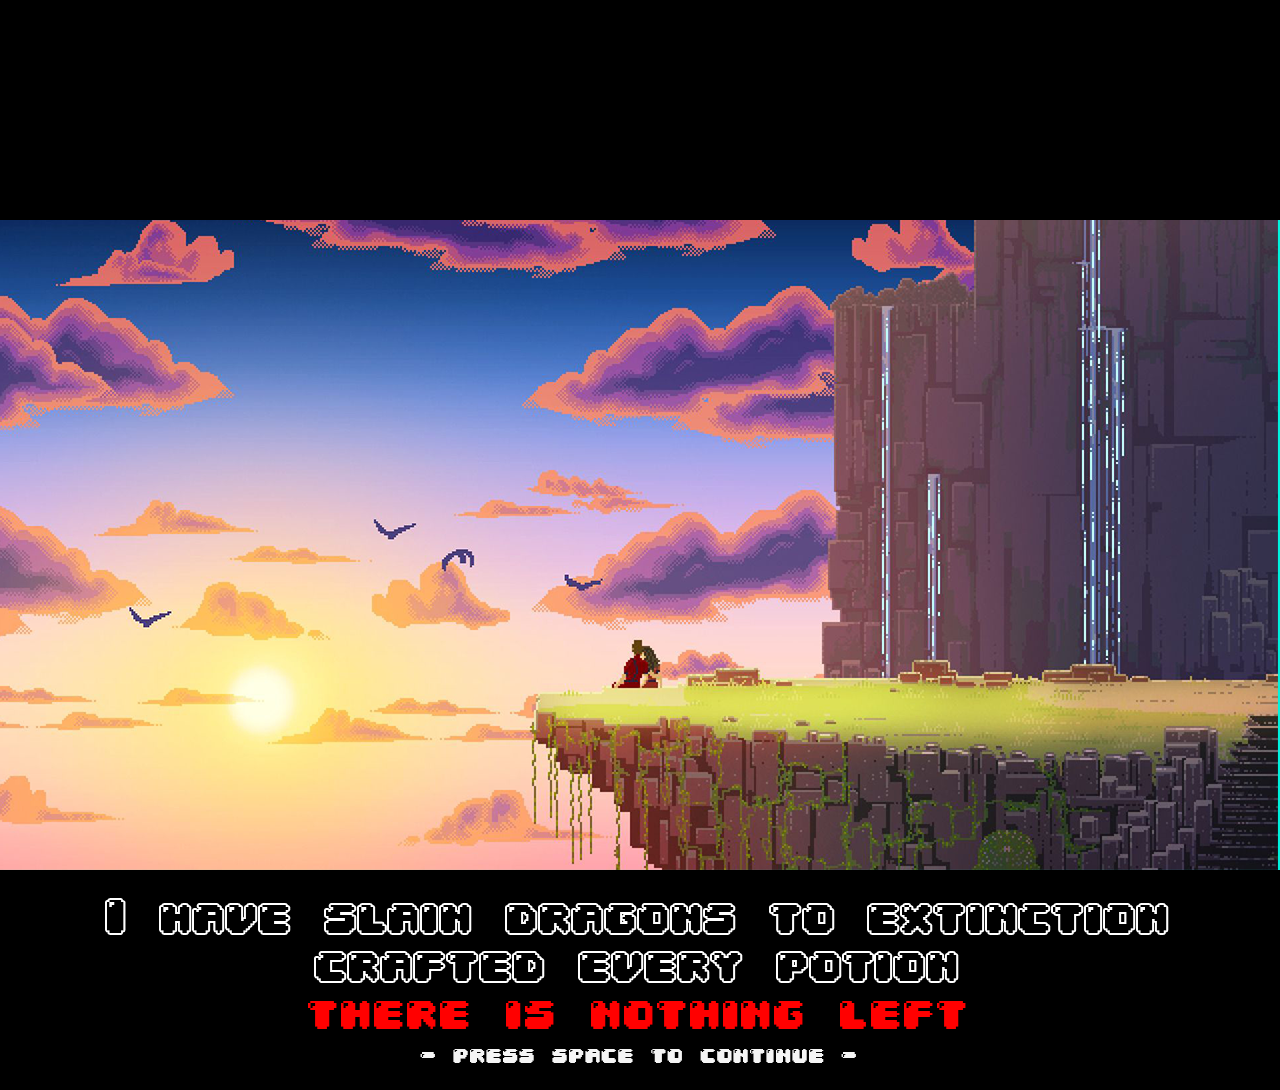 I HAVE SLAIN DRAGONS TO EXTINCTION
CRAFTED EVERY POTION
THERE IS NOTHING LEFT
- PRESS SPACE TO CONTINUE -